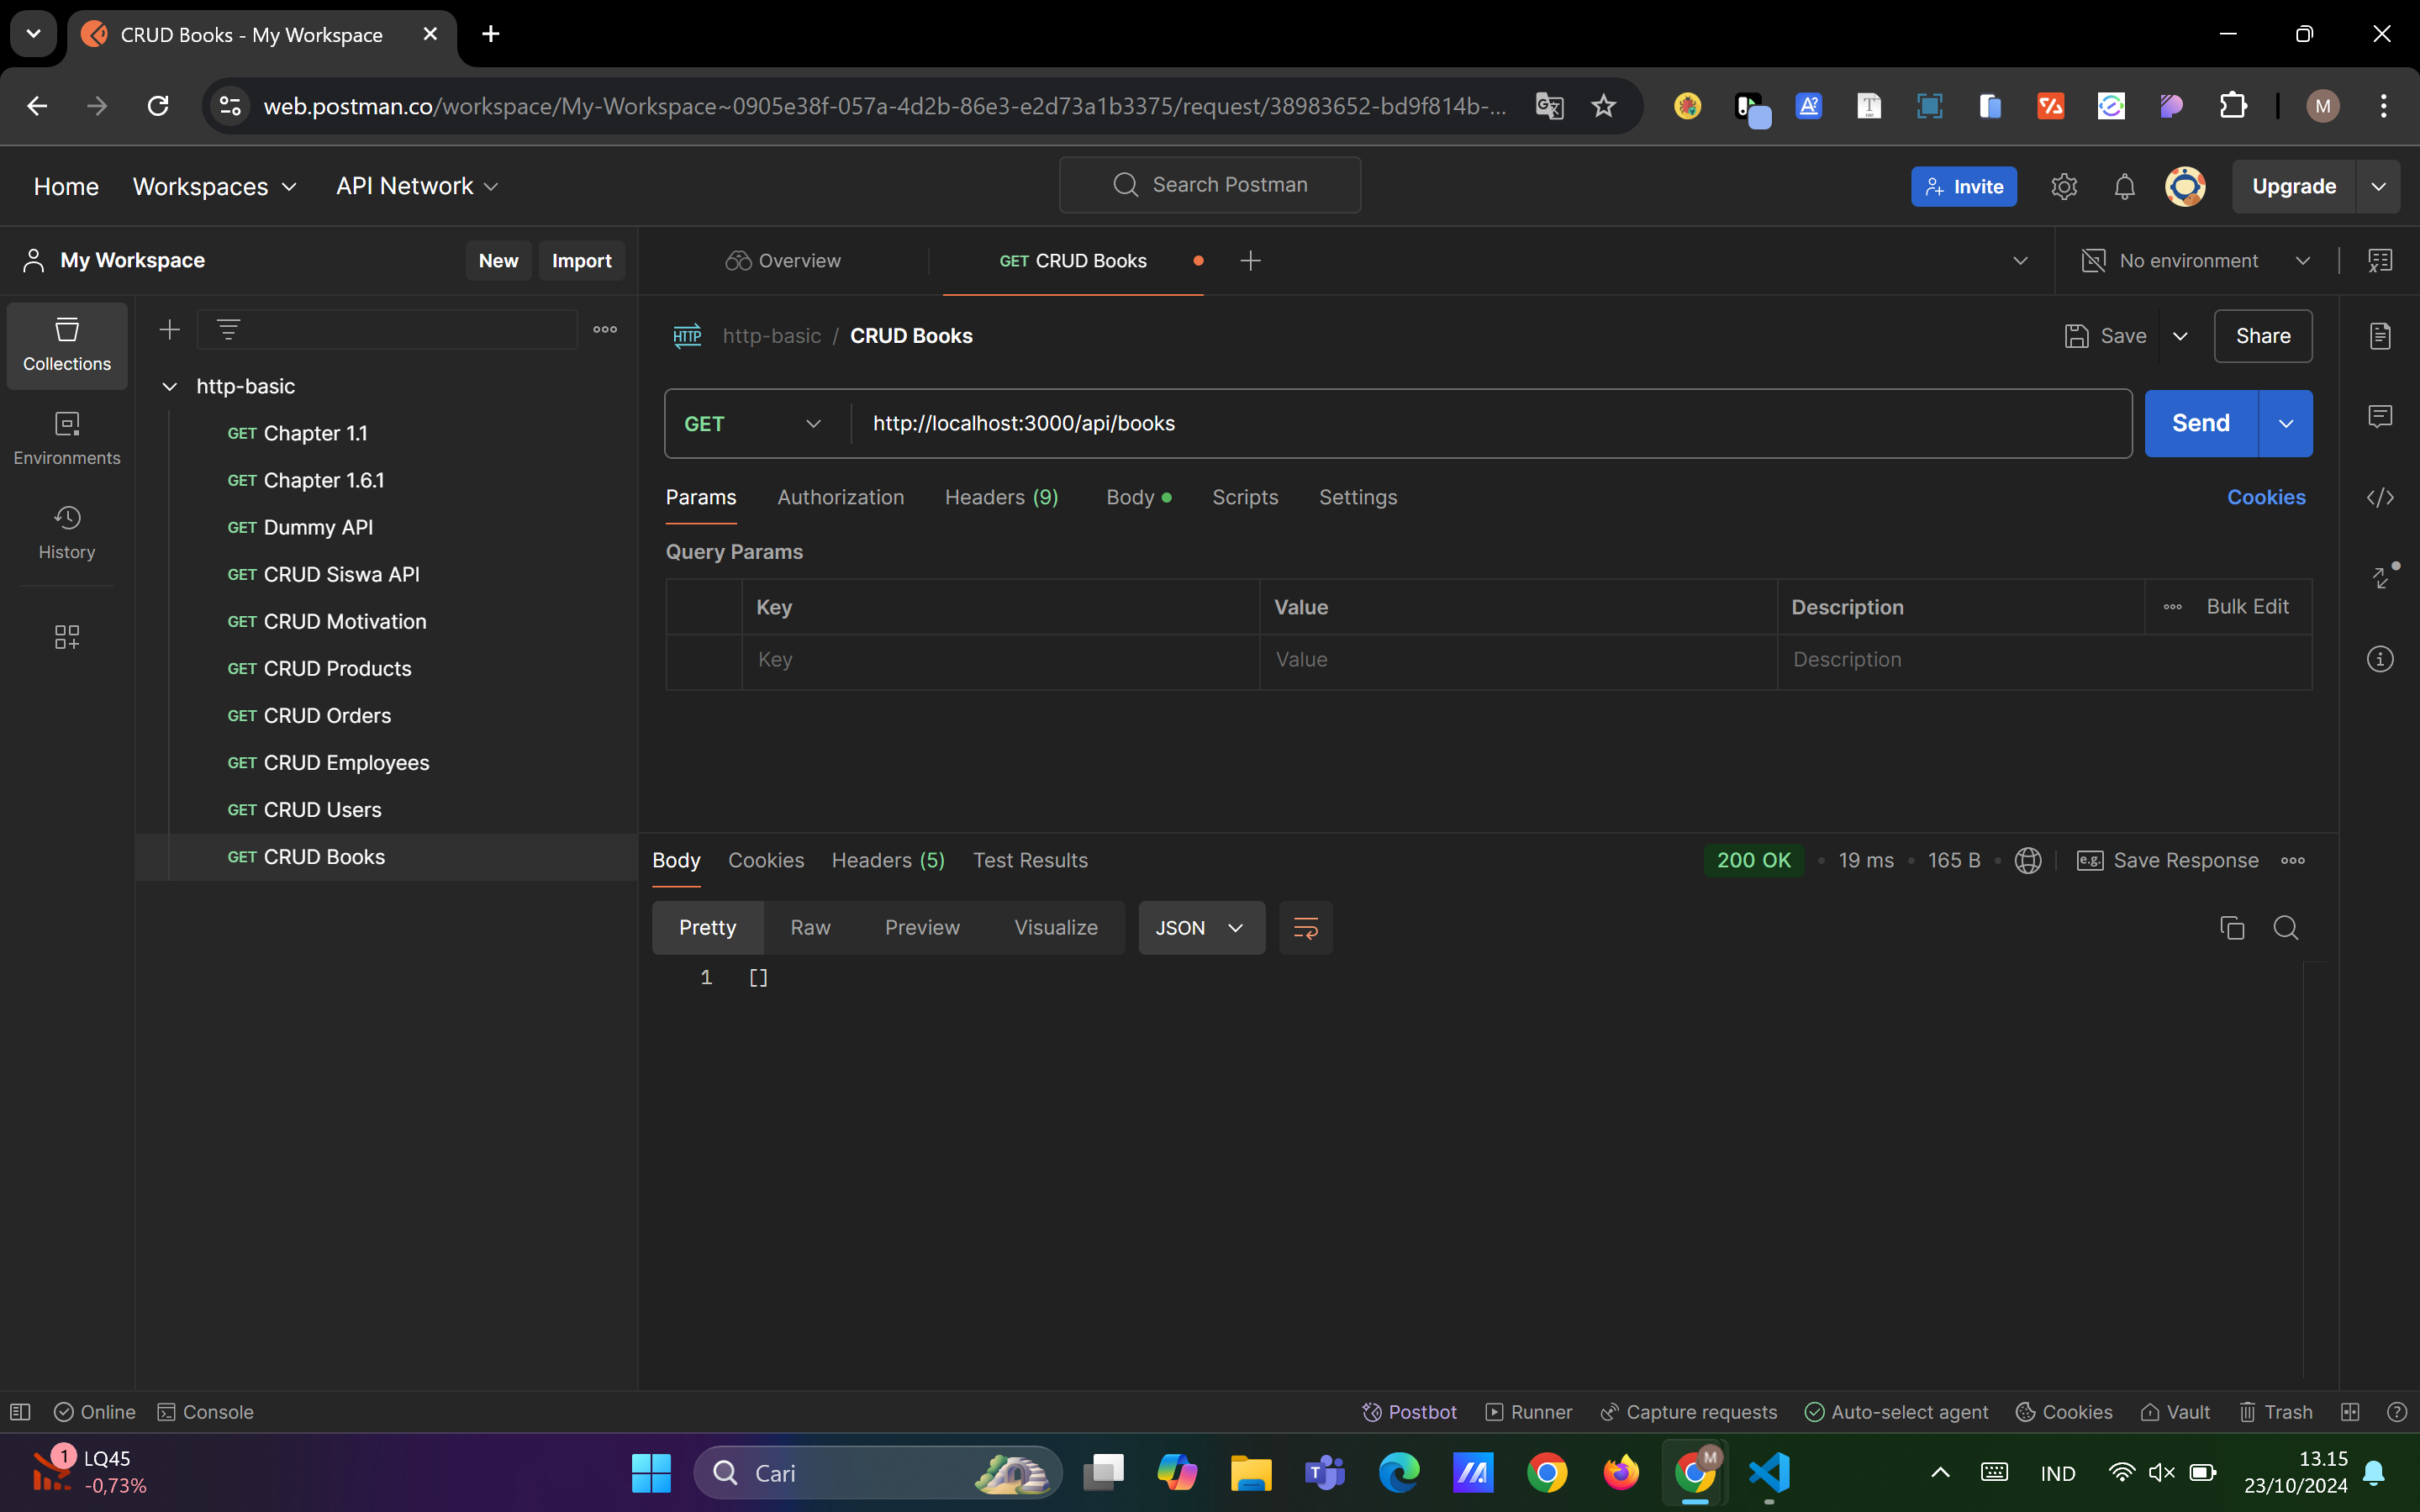 CRUD Books - My Workspace
web.postman.co/workspace/My-Workspace~0905e38f-057a-4d2b-86e3-e2d73a1b3375/request/38983652-bd9f814b-...
M
Home Workspaces API Network Search Postman Invite Upgrade
My Workspace New Import Overview GET CRUD Books No environment
Collections
Environments
History
http-basic
GET Chapter 1.1
GET Chapter 1.6.1
GET Dummy API
GET CRUD Siswa API
GET CRUD Motivation
GET CRUD Products
GET CRUD Orders
GET CRUD Employees
GET CRUD Users
GET CRUD Books
HTTP http-basic / CRUD Books Save Share
GET http://localhost:3000/api/books Send
Params Authorization Headers (9) Body Scripts Settings Cookies
Query Params
Key Value Description Bulk Edit
Key Value Description
Body Cookies Headers (5) Test Results 200 OK 19 ms 165 B e.g. Save Response
Pretty Raw Preview Visualize JSON
1 []
Online Console Postbot Runner Capture requests Auto-select agent Cookies Vault Trash
1 LQ45
-0,73%
Cari
M
IND
13.15
23/10/2024